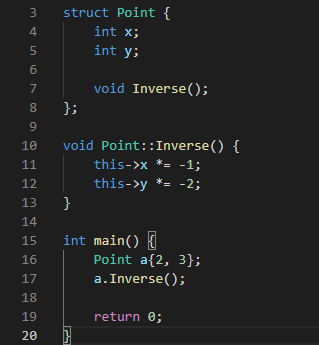 3 struct Point {
4     int x;
5     int y;
6
7     void Inverse();
8 };
9
10 void Point::Inverse() {
11     this->x *= -1;
12     this->y *= -2;
13 }
14
15 int main() {
16     Point a{2, 3};
17     a.Inverse();
18
19     return 0;
20 }